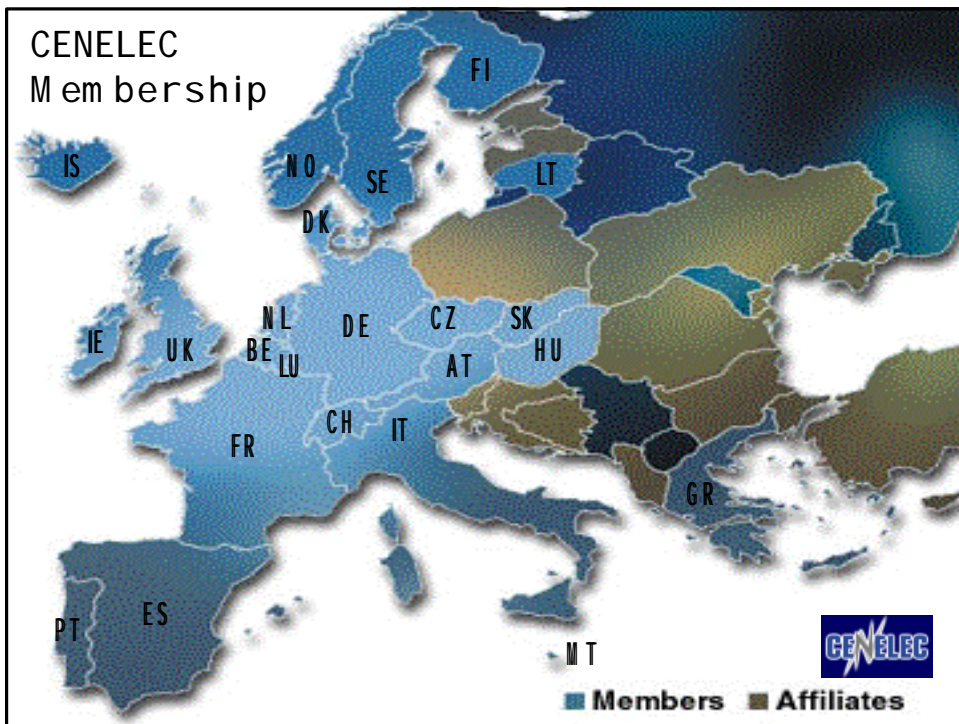 CENELEC
Membership
FI
IS
NO
SE
LT
DK
NL
DE
CZ
SK
IE
UK
BE
LU
AT
HU
CH
IT
FR
GR
PT
ES
MT
CENELEC
Members
Affiliates